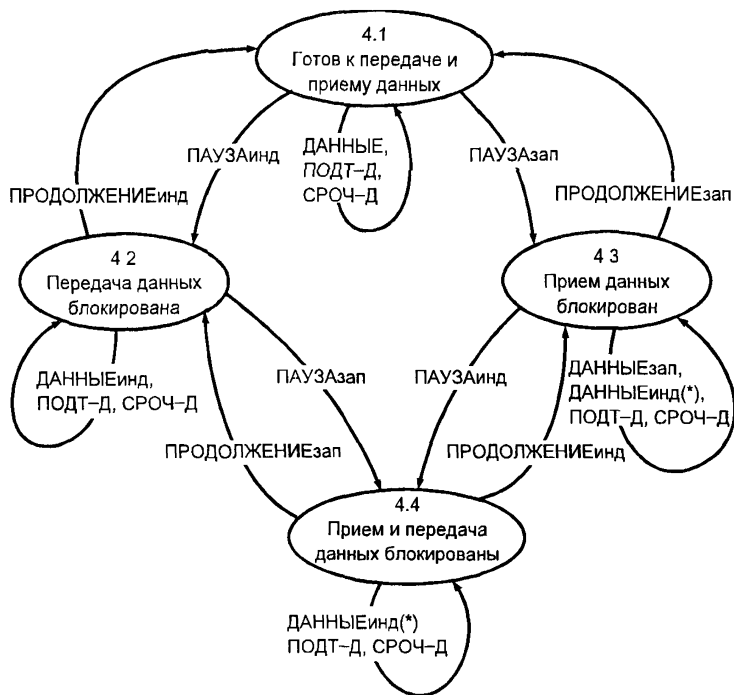 4.1
Готов к передаче и
приему данных
ПАУЗАинд
ДАННЫЕ,
ПОДТ–Д,
СРОЧ–Д
ПАУЗАзап
ПРОДОЛЖЕНИЕинд
ПРОДОЛЖЕНИЕзап
4 2
Передача данных
блокирована
4 3
Прием данных
блокирован
ДАННЫЕинд,
ПОДТ–Д, СРОЧ–Д
ПАУЗАзап
ПАУЗАинд
ДАННЫЕзап,
ДАННЫЕинд(*),
ПОДТ–Д, СРОЧ–Д
ПРОДОЛЖЕНИЕзап
ПРОДОЛЖЕНИЕинд
4.4
Прием и передача
данных блокированы
ДАННЫЕинд(*)
ПОДТ–Д, СРОЧ–Д